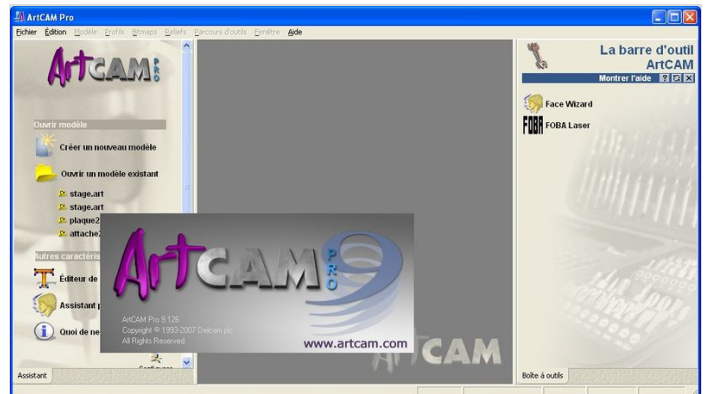 ArtCAM Pro
Fichier Édition Modèle Profils Bitmaps Reliefs Parcours d'outils Fenêtre Aide
ArtCAM PRO
Ouvrir modèle
Créer un nouveau modèle
Ouvrir un modèle existant
stage.art
stage.art
plaque2
attache2
Autres caractéris
Éditeur de
Assistant p
Quoi de ne
Assistant
ArtCAM PRO 9
ArtCAM Pro 9.126
Copyright © 1993-2007 Delcam plc
All Rights Reserved
www.artcam.com
ArtCAM
La barre d'outil
ArtCAM
Montrer l'aide
Face Wizard
FOBA FOBA Laser
Boîte à outils